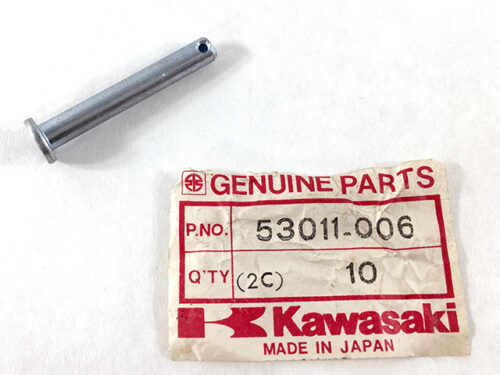 GENUINE PARTS
P.NO. 53011-006
Q'TY (2C) 10
Kawasaki
MADE IN JAPAN